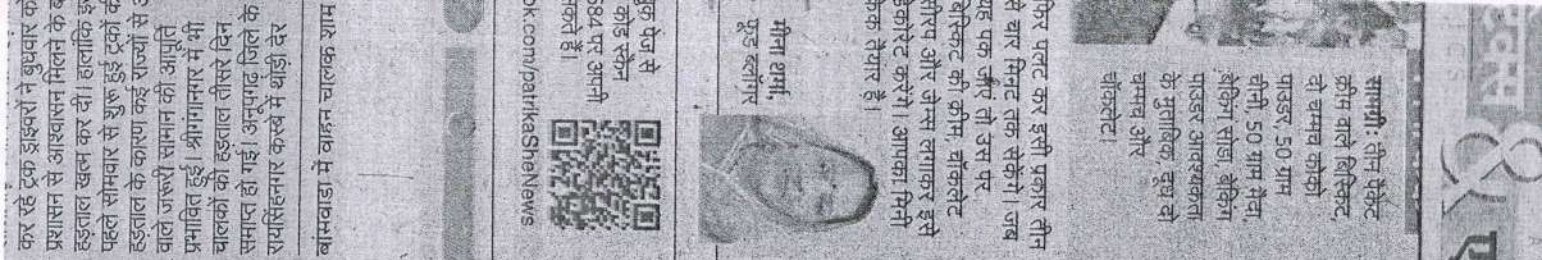 कर रहे ट्रक ड्राइवरों ने बुधवार को
प्रशासन से आश्वासन मिलने के ब
हड़ताल खत्म कर दी। हालांकि इ
पहले सोमवार से शुरू हुई ट्रकों की
हड़ताल के कारण कई राज्यों से
वाले जरूरी सामान की आपूर्ति
प्रभावित हुई। श्रीगंगानगर में भी
चालकों की हड़ताल तीसरे दिन
समाप्त हो गई। अनूपगढ़ जिले के
रायसिंहनगर कस्बे में थोड़ी देर
बांसवाड़ा में वाहन चालक शाम
बुक पेज से
कोड स्कैन
584 पर आनी
सकते हैं।
ok.com/patrikaSheNews
मीना शर्मा,
फूड ब्लॉगर
फिर पलट कर इसी प्रकार तीन
से चार मिनट तक सेकेंगे। जब
यह पक जाए तो उस पर
बिस्किट की क्रीम, चॉकलेट
सीरप और जेम्स लगाकर इसे
डेकोरेट करेंगे। आपका मिनी
केक तैयार है।
सामग्री: तीन पैकेट
क्रीम वाले बिस्किट
दो चम्मच कोको
पाउडर, 50 ग्राम
चीनी 50 ग्राम मैदा,
बेकिंग सोडा, बेकिंग
पाउडर आवश्यकता
के मुताबिक, दूध दो
चम्मच और
चॉकलेट।
&